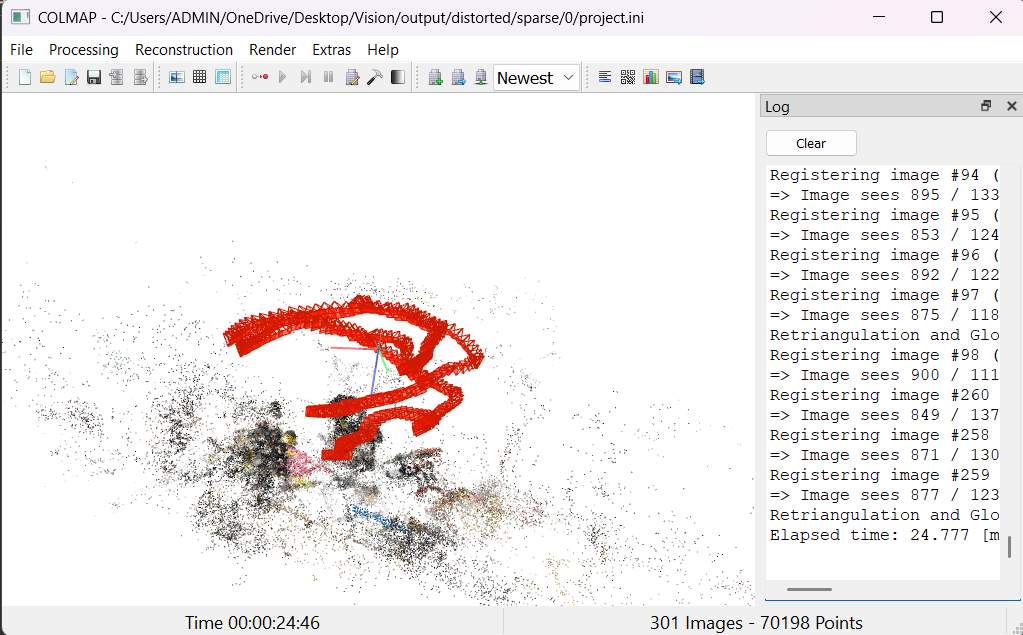 COLMAP - C:/Users/ADMIN/OneDrive/Desktop/Vision/output/distorted/sparse/0/project.ini
File Processing Reconstruction Render Extras Help
Newest
Log
Clear
Registering image #94 (
=> Image sees 895 / 133
Registering image #95 (
=> Image sees 853 / 124
Registering image #96 (
=> Image sees 892 / 122
Registering image #97 (
=> Image sees 875 / 118
Retriangulation and Glo
Registering image #98 (
=> Image sees 900 / 111
Registering image #260
=> Image sees 849 / 137
Registering image #258
=> Image sees 871 / 130
Registering image #259
=> Image sees 877 / 123
Retriangulation and Glo
Elapsed time: 24.777 [m
Time 00:00:24:46
301 Images - 70198 Points